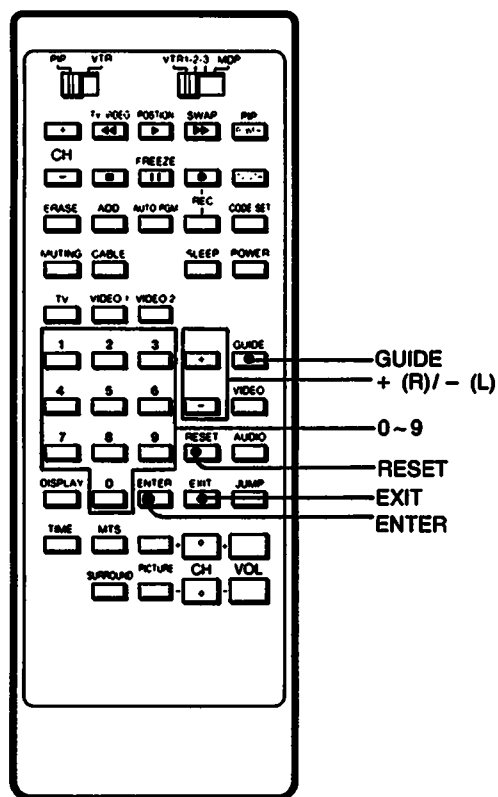 PIP VTR VTR1-2-3 MDP
TV/VIDEO POSITION SWAP PIP
+
CH FREEZE
-
REC
ERASE ADD AUTO PGM CODE SET
MUTING CABLE SLEEP POWER
TV VIDEO 1 VIDEO 2
1 2 3 + GUIDE
4 5 6 - VIDEO
7 8 9 RESET AUDIO
DISPLAY 0 ENTER EXIT JUMP
TIME MTS + +
SURROUND PICTURE - CH - VOL
GUIDE
+ (R)/ - (L)
0~9
RESET
EXIT
ENTER